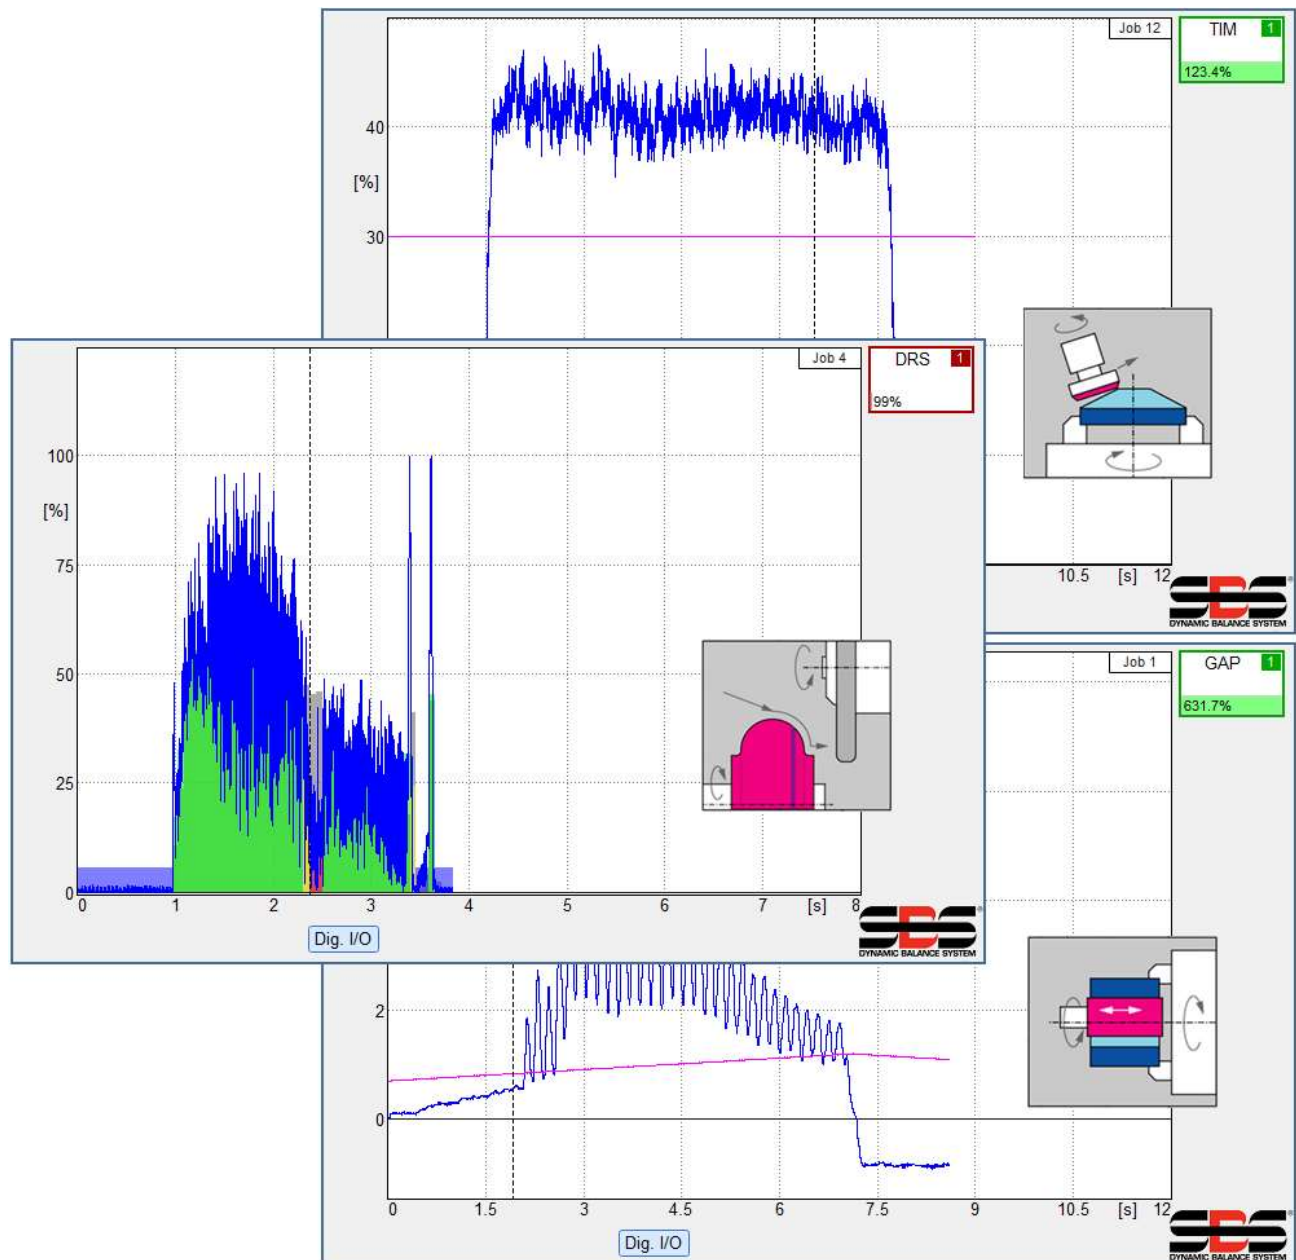 Job 12
TIM 1
123.4%
40
[%]
30
10.5 [s] 12
SBS®
DYNAMIC BALANCE SYSTEM
Job 4
DRS 1
99%
100
[%]
75
50
25
0
0 1 2 3 4 5 6 7 [s] 8
Dig. I/O
SBS®
DYNAMIC BALANCE SYSTEM
Job 1
GAP 1
631.7%
2
0
0 1.5 3 4.5 6 7.5 9 10.5 [s] 12
Dig. I/O
SBS®
DYNAMIC BALANCE SYSTEM